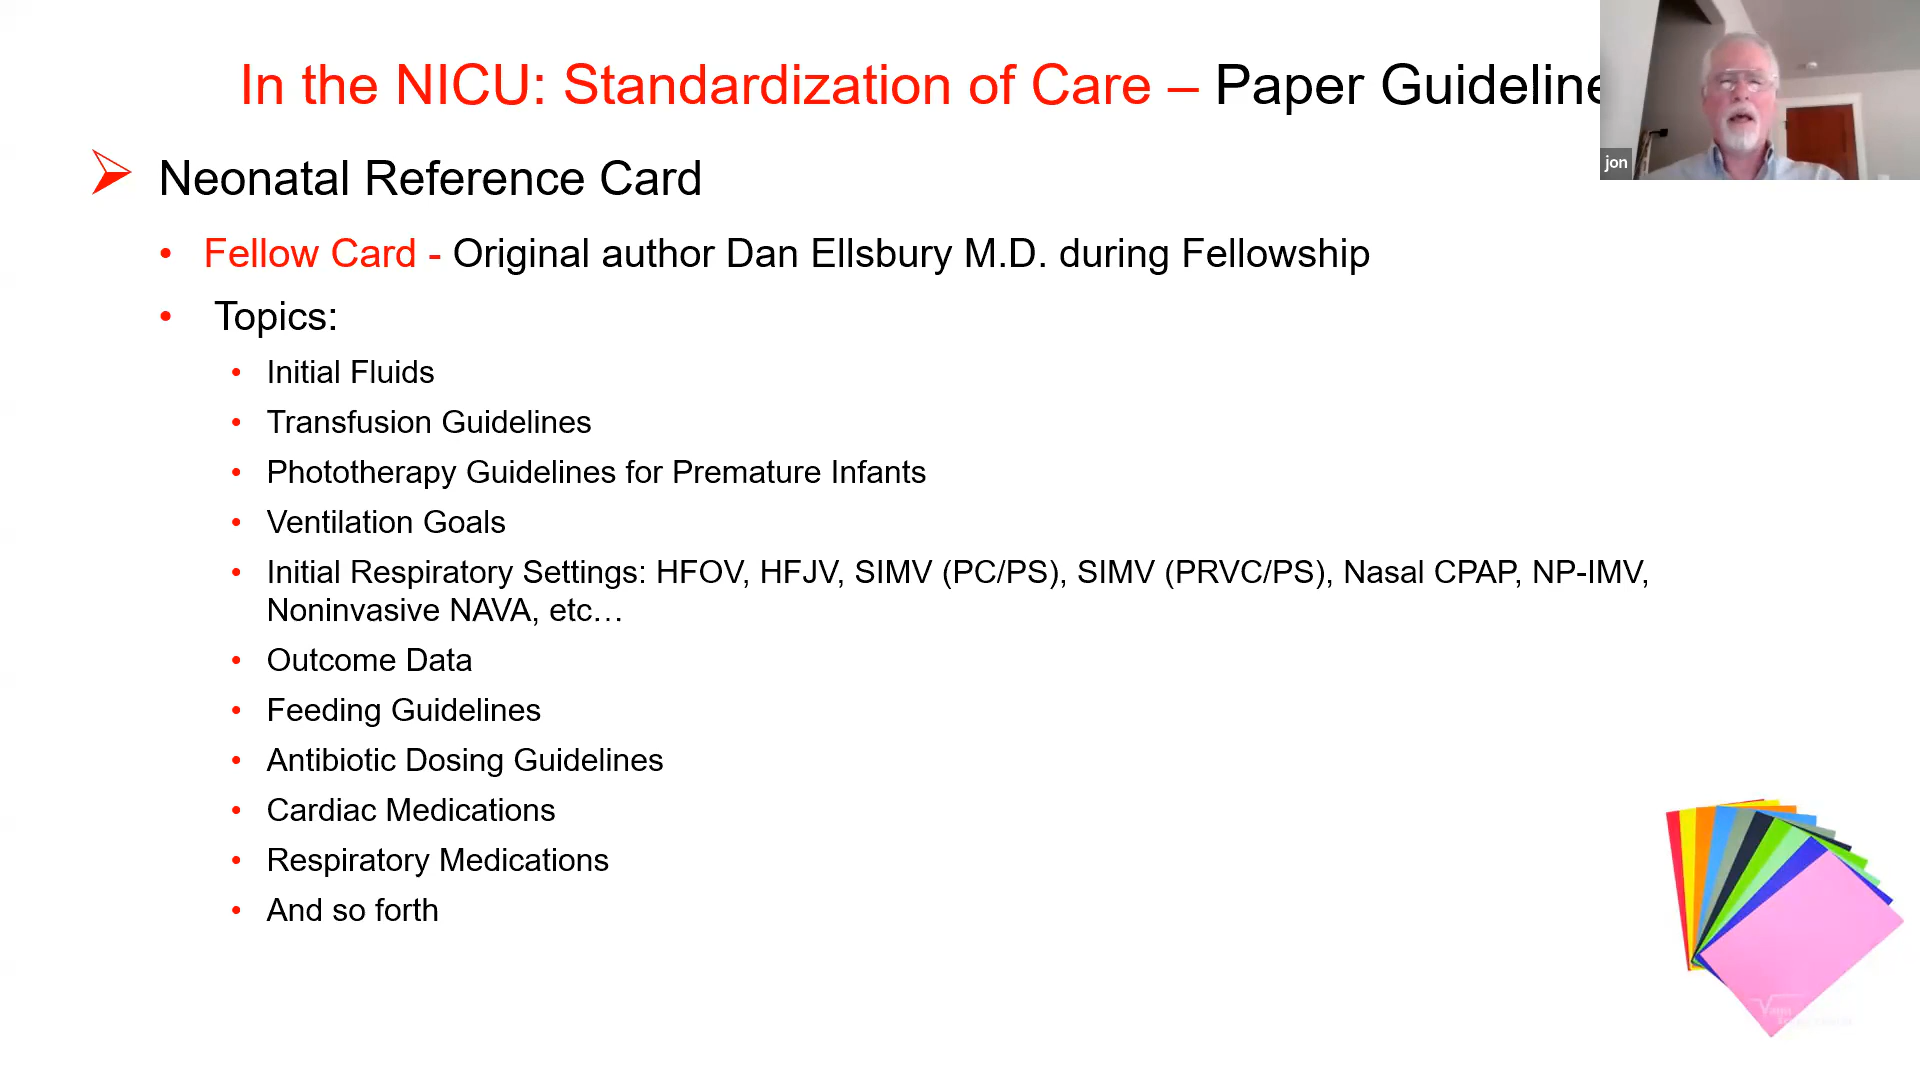 In the NICU: Standardization of Care – Paper Guideline
jon
Neonatal Reference Card
Fellow Card - Original author Dan Ellsbury M.D. during Fellowship
Topics:
Initial Fluids
Transfusion Guidelines
Phototherapy Guidelines for Premature Infants
Ventilation Goals
Initial Respiratory Settings: HFOV, HFJV, SIMV (PC/PS), SIMV (PRVC/PS), Nasal CPAP, NP-IMV,
Noninvasive NAVA, etc…
Outcome Data
Feeding Guidelines
Antibiotic Dosing Guidelines
Cardiac Medications
Respiratory Medications
And so forth